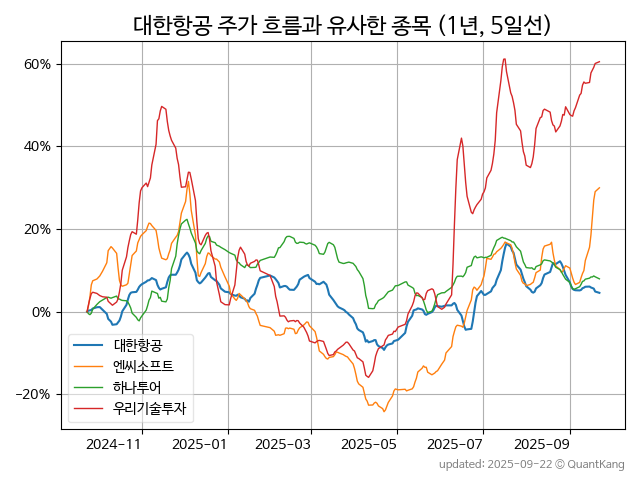 대한항공 주가 흐름과 유사한 종목 (1년, 5일선)
60%
40%
20%
0%
−20%
대한항공
엔씨소프트
하나투어
우리기술투자
2024-11
2025-01
2025-03
2025-05
2025-07
2025-09
updated: 2025-09-22 © QuantKang